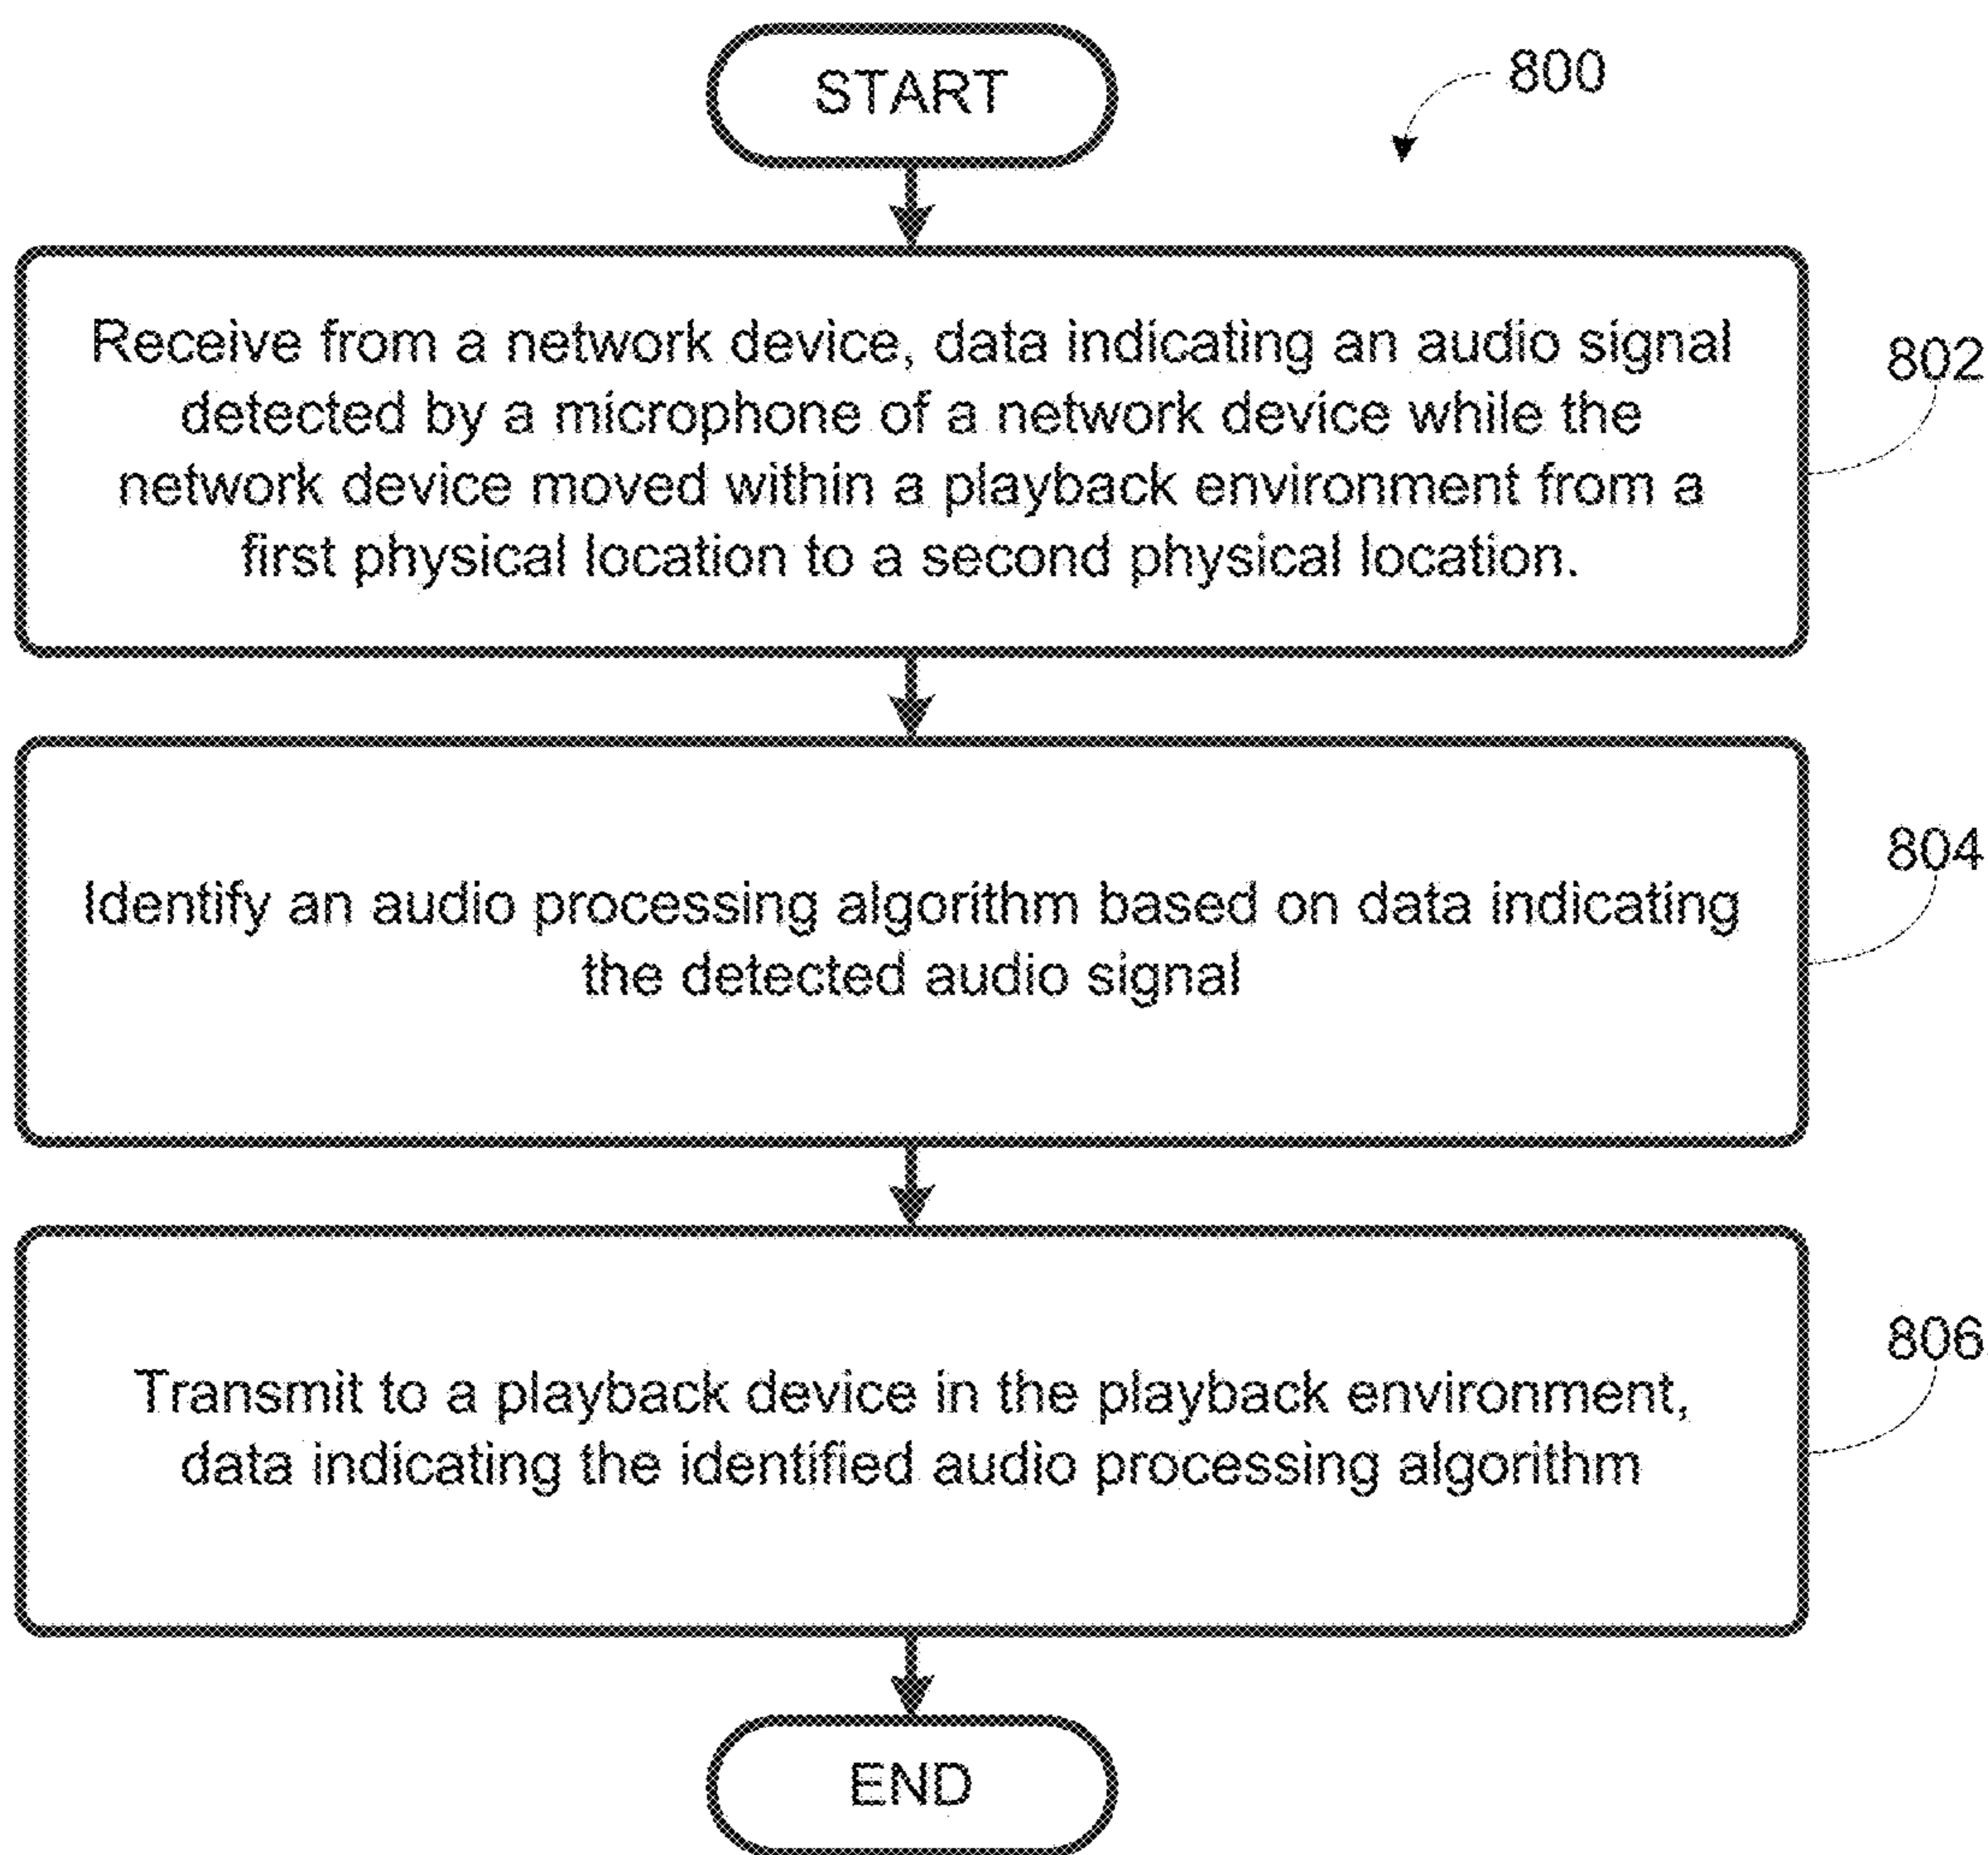 START
800
Receive from a network device, data indicating an audio signal
detected by a microphone of a network device while the
network device moved within a playback environment from a
first physical location to a second physical location.
802
Identify an audio processing algorithm based on data indicating
the detected audio signal
804
Transmit to a playback device in the playback environment,
data indicating the identified audio processing algorithm
806
END